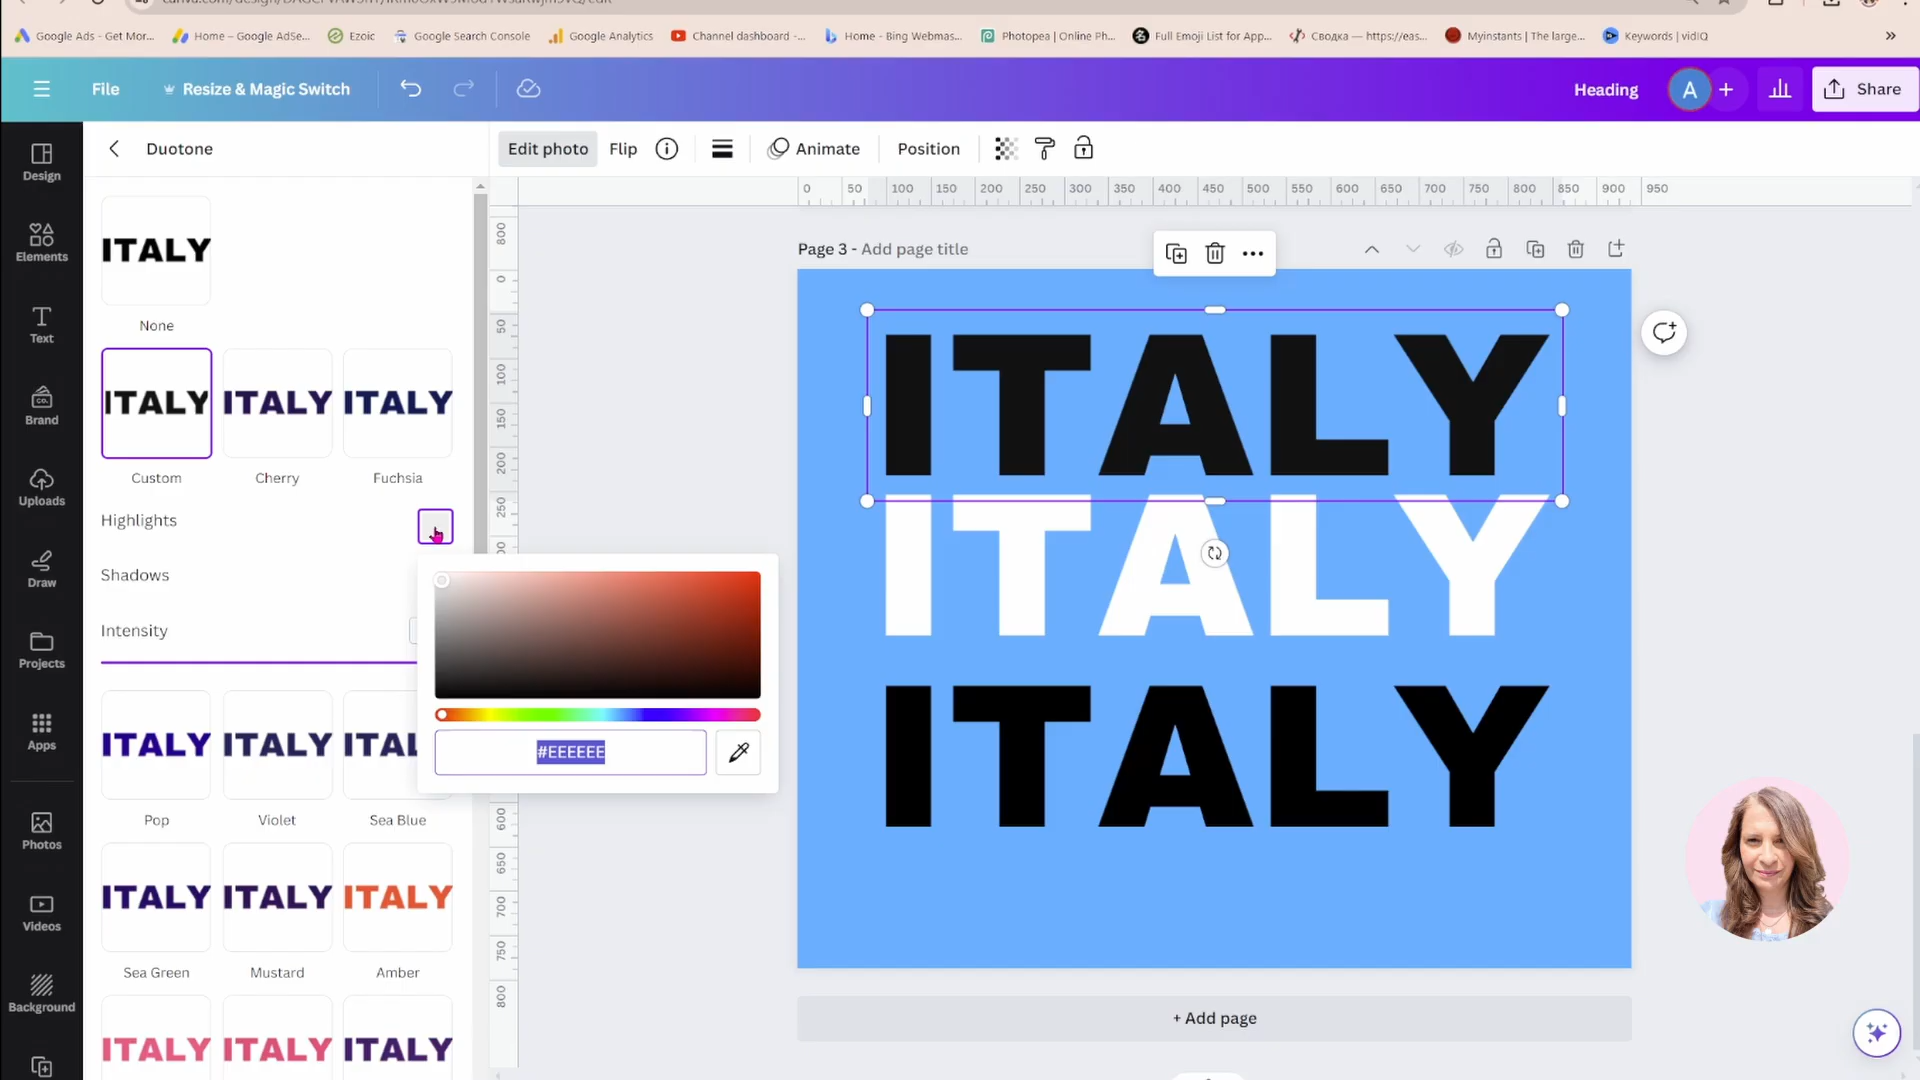 Google Ads - Get Mor...
Home – Google AdSe...
Ezoic
Google Search Console
Google Analytics
Channel dashboard -...
Home - Bing Webmas...
Photopea | Online Ph...
Full Emoji List for App...
Сводка — https://eas...
Myinstants | The large...
Keywords | vidIQ
File
Resize & Magic Switch
Heading
A
Share
Design
Elements
Text
Brand
Uploads
Draw
Projects
Apps
Photos
Videos
Background
Duotone
Edit photo
Flip
Animate
Position
0 50 100 150 200 250 300 350 400 450 500 550 600 650 700 750 800 850 900 950
ITALY
None
ITALY ITALY ITALY
Custom Cherry Fuchsia
Highlights
Shadows
Intensity
#EEEEEE
ITALY ITALY ITAL
Pop Violet Sea Blue
ITALY ITALY ITALY
Sea Green Mustard Amber
ITALY ITALY ITALY
800
0
50
100
150
200
250
600
650
700
750
800
Page 3 - Add page title
ITALY
ITALY
ITALY
+ Add page